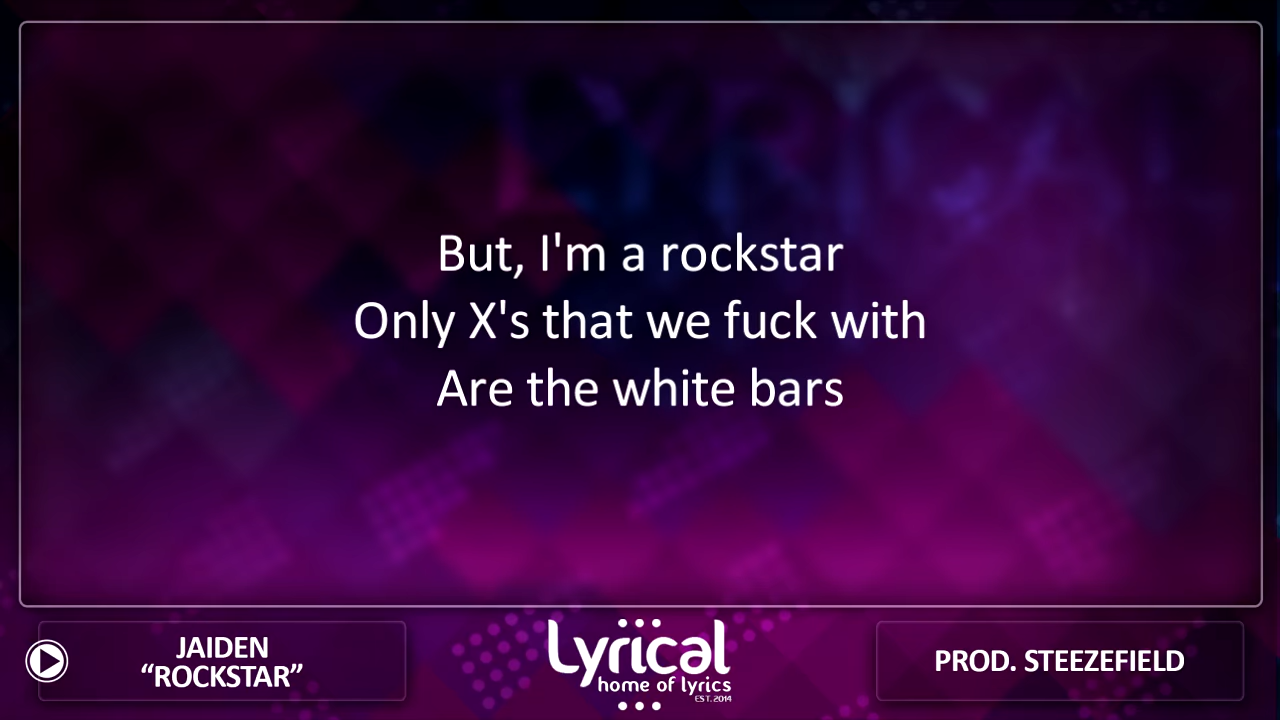 But, I'm a rockstar
Only X's that we fuck with
Are the white bars
JAIDEN
“ROCKSTAR”
Lyrical
home of lyrics
EST. 2014
PROD. STEEZEFIELD